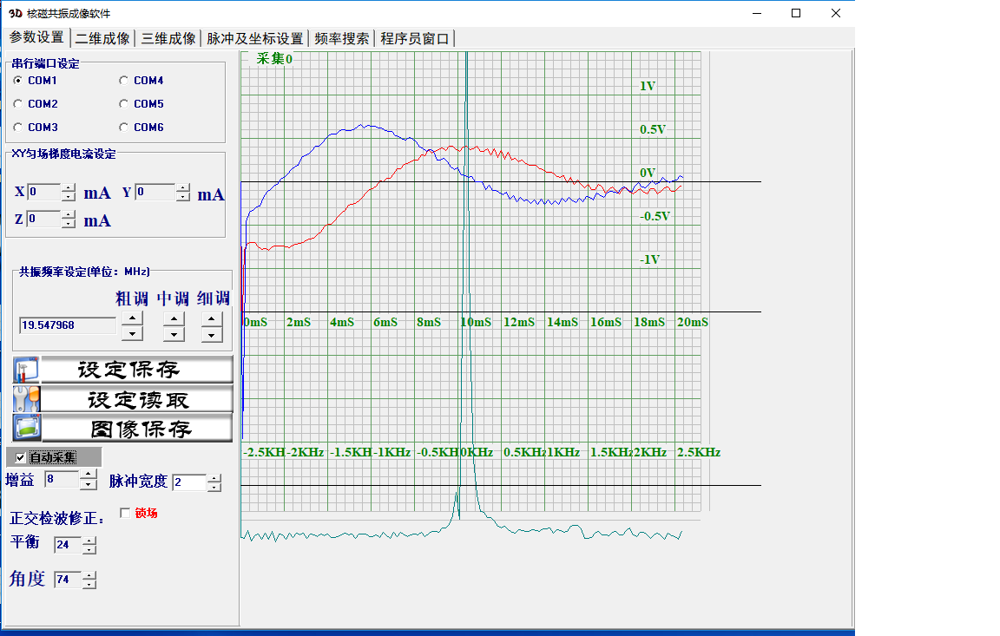 3D 核磁共振成像软件
参数设置 二维成像 三维成像 脉冲及坐标设置 频率搜索 程序员窗口
串行端口设定
COM1 COM4
COM2 COM5
COM3 COM6
XY匀场梯度电流设定
X 0 mA Y 0 mA
Z 0 mA
共振频率设定(单位：MHz)
粗调 中调 细调
19.547968
设定保存
设定读取
图像保存
自动采集
增益 8 脉冲宽度 2
正交检波修正： 锁场
平衡 24
角度 74
采集0
1V
0.5V
0V
-0.5V
-1V
0mS 2mS 4mS 6mS 8mS 10mS 12mS 14mS 16mS 18mS 20mS
-2.5KH -2KHz -1.5KH -1KHz -0.5KH 0KHz 0.5KHz 1KHz 1.5KHz 2KHz 2.5KHz